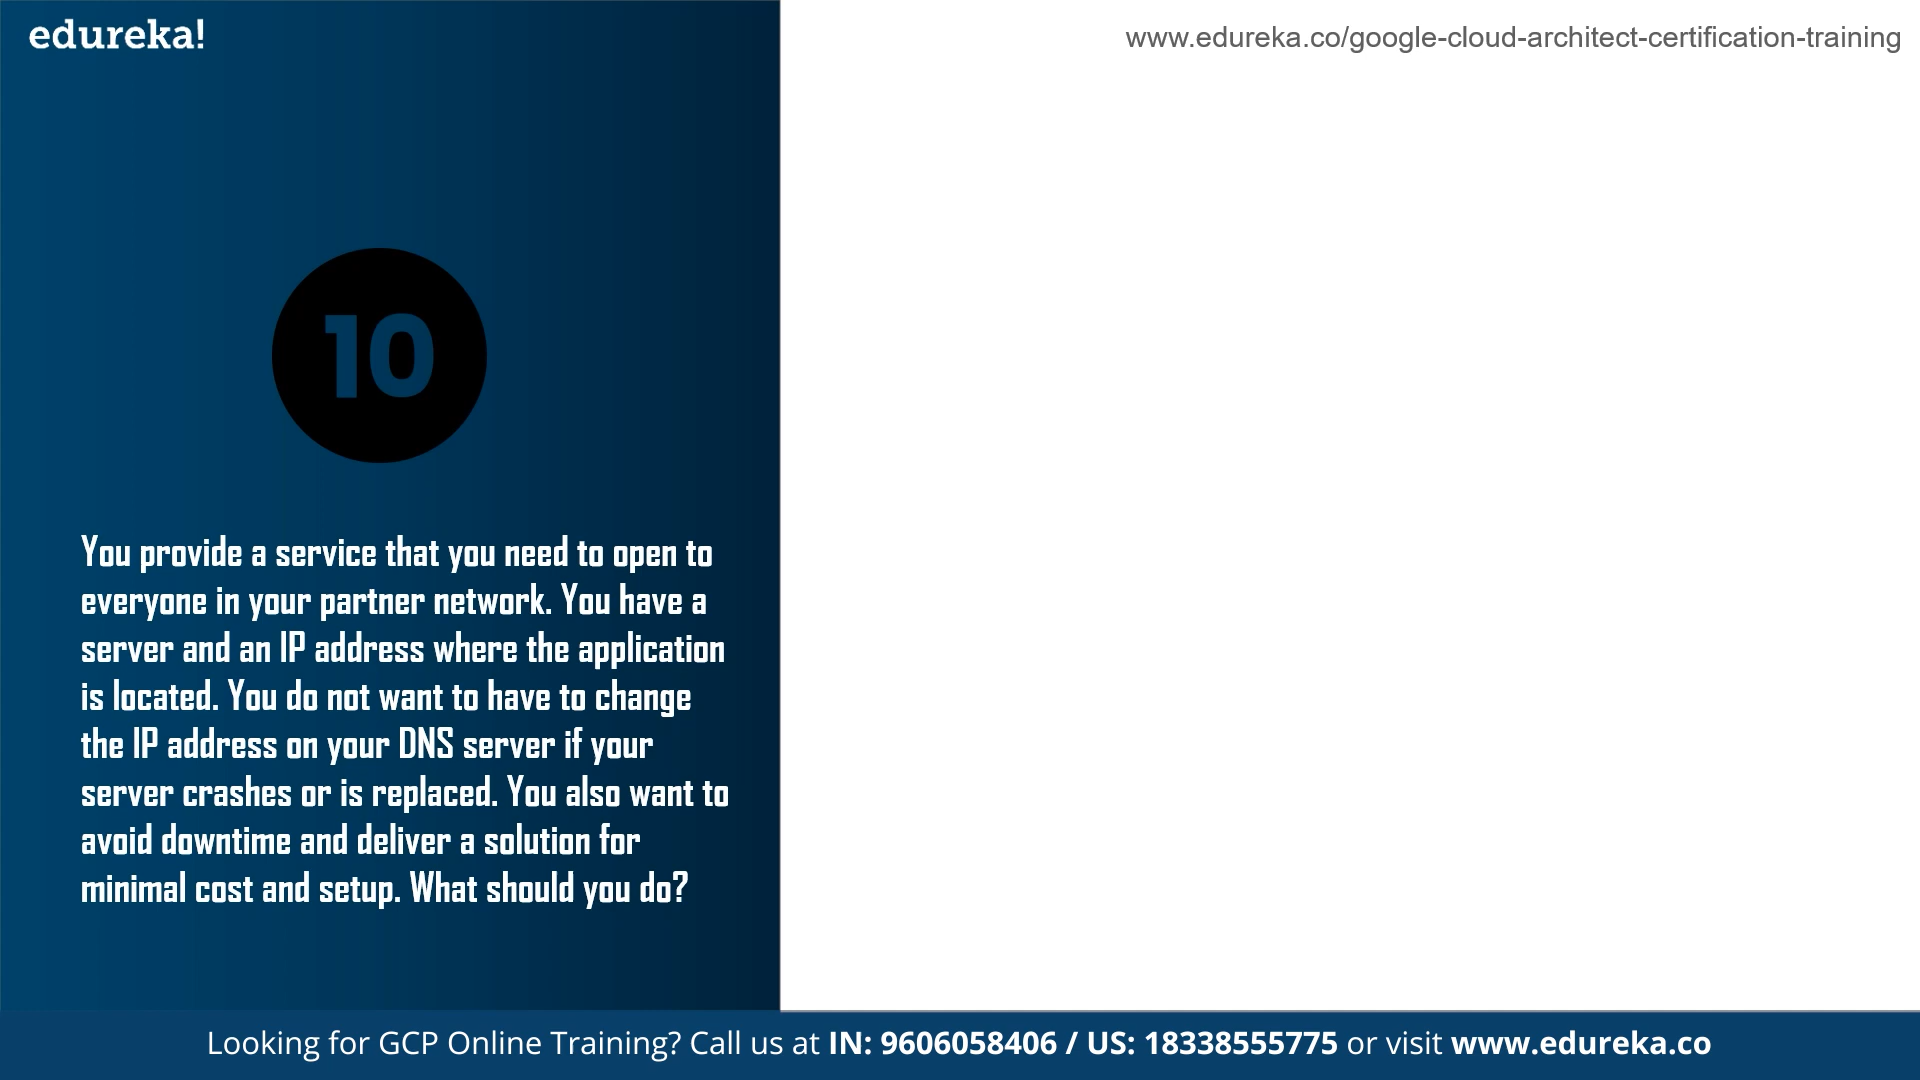 edureka!
www.edureka.co/google-cloud-architect-certification-training
10
You provide a service that you need to open to
everyone in your partner network. You have a
server and an IP address where the application
is located. You do not want to have to change
the IP address on your DNS server if your
server crashes or is replaced. You also want to
avoid downtime and deliver a solution for
minimal cost and setup. What should you do?
Looking for GCP Online Training? Call us at IN: 9606058406 / US: 18338555775 or visit www.edureka.co